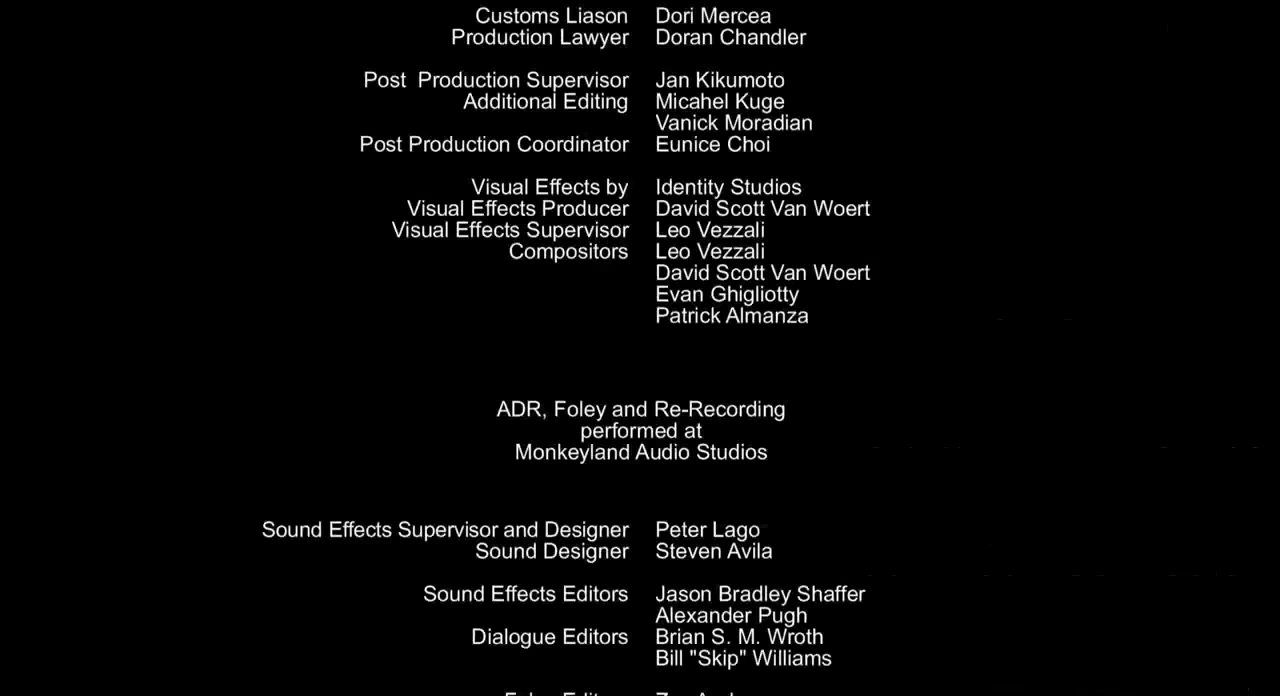 Customs Liason Dori Mercea
Production Lawyer Doran Chandler
Post Production Supervisor Jan Kikumoto
Additional Editing Micahel Kuge
Vanick Moradian
Post Production Coordinator Eunice Choi
Visual Effects by Identity Studios
Visual Effects Producer David Scott Van Woert
Visual Effects Supervisor Leo Vezzali
Compositors Leo Vezzali
David Scott Van Woert
Evan Ghigliotty
Patrick Almanza
ADR, Foley and Re-Recording
performed at
Monkeyland Audio Studios
Sound Effects Supervisor and Designer Peter Lago
Sound Designer Steven Avila
Sound Effects Editors Jason Bradley Shaffer
Alexander Pugh
Dialogue Editors Brian S. M. Wroth
Bill "Skip" Williams